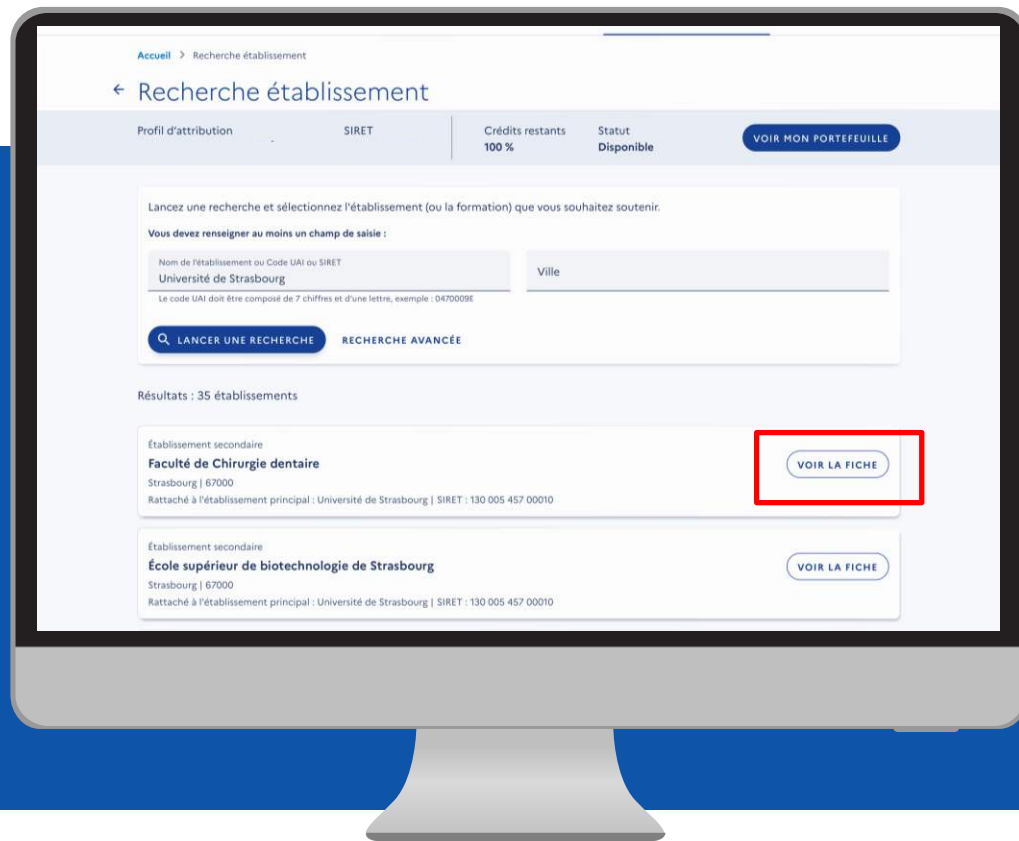 Accueil > Recherche établissement
← Recherche établissement
Profil d'attribution SIRET Crédits restants Statut
100 % Disponible
VOIR MON PORTEFEUILLE
Lancez une recherche et sélectionnez l'établissement (ou la formation) que vous souhaitez soutenir.
Vous devez renseigner au moins un champ de saisie :
Nom de l'établissement ou Code UAI ou SIRET
Université de Strasbourg
Ville
Le code UAI doit être composé de 7 chiffres et d'une lettre, exemple : 0470009E
LANCER UNE RECHERCHE RECHERCHE AVANCÉE
Résultats : 35 établissements
Établissement secondaire
Faculté de Chirurgie dentaire
Strasbourg | 67000
Rattaché à l'établissement principal : Université de Strasbourg | SIRET : 130 005 457 00010
VOIR LA FICHE
Établissement secondaire
École supérieur de biotechnologie de Strasbourg
Strasbourg | 67000
Rattaché à l'établissement principal : Université de Strasbourg | SIRET : 130 005 457 00010
VOIR LA FICHE